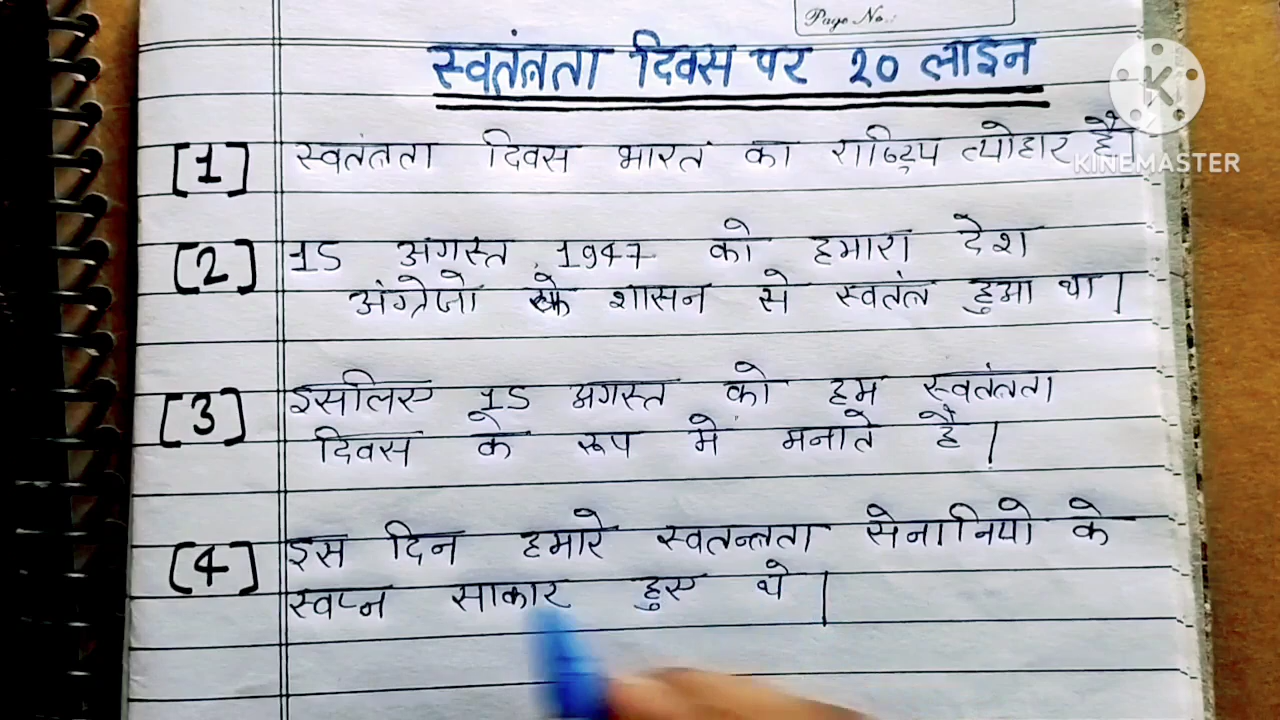 Page No.:
स्वतंत्रता दिवस पर १० लाइन
[1] स्वतंत्रता दिवस भारत का राष्ट्रिय त्योहार है।
KINEMASTER
[2] 15 अगस्त 1947 को हमारा देश
अंग्रेजो के शासन से स्वतंत्र हुआ था।
[3] इसलिए 15 अगस्त को हम स्वतंत्रता
दिवस के रूप मे मनाते है।
[4] इस दिन हमारे स्वतन्त्रता सेनानियो के
स्वप्न साकार हुए थे।